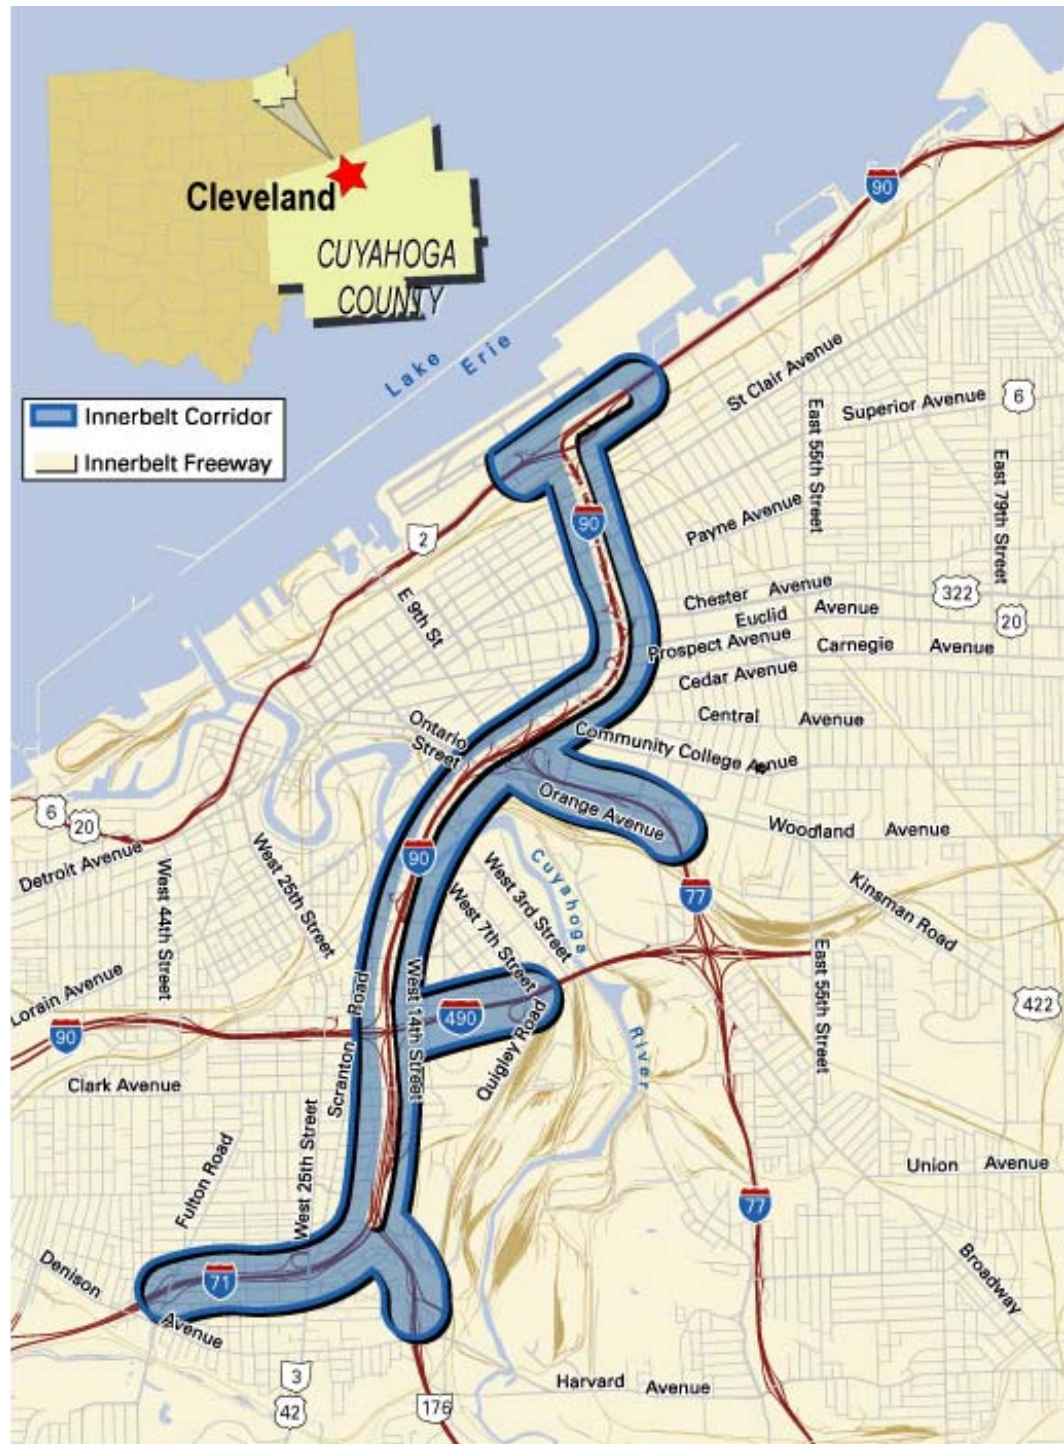 Cleveland
CUYAHOGA
COUNTY
Lake
Erie
Innerbelt Corridor
Innerbelt Freeway
90
St Clair Avenue
Superior Avenue
6
East 55th Street
East 79th Street
90
Payne Avenue
2
E 9th St
Chester Avenue
322
Euclid Avenue
20
Prospect Avenue
Carnegie Avenue
Cedar Avenue
Central Avenue
Ontario
Street
Community College Avenue
Orange Avenue
6
20
Woodland Avenue
Detroit Avenue
90
West 25th Street
West 44th Street
Cuyahoga
River
West 3rd Street
West 7th Street
77
Kinsman Road
East 55th Street
Lorain Avenue
90
Scranton Road
West 14th Street
490
Quigley Road
422
Clark Avenue
West 25th Street
Fulton Road
Union Avenue
77
Denison
Avenue
71
Broadway
3
42
176
Harvard Avenue